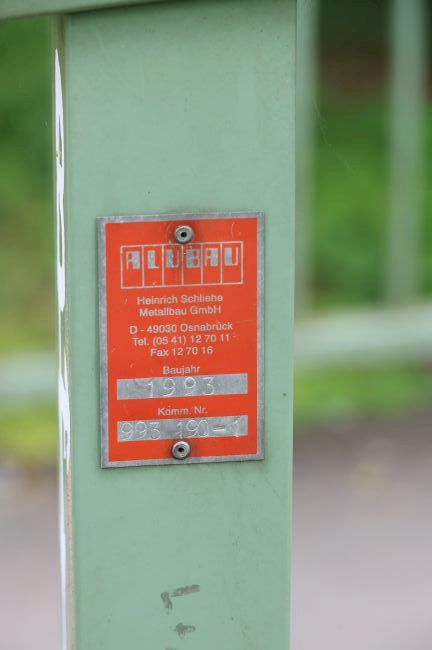 ALUBAU
Heinrich Schliehe
Metallbau GmbH
D - 49030 Osnabrück
Tel. (05 41) 12 70 11
Fax 12 70 16
Baujahr
1993
Komm. Nr.
993 190-1